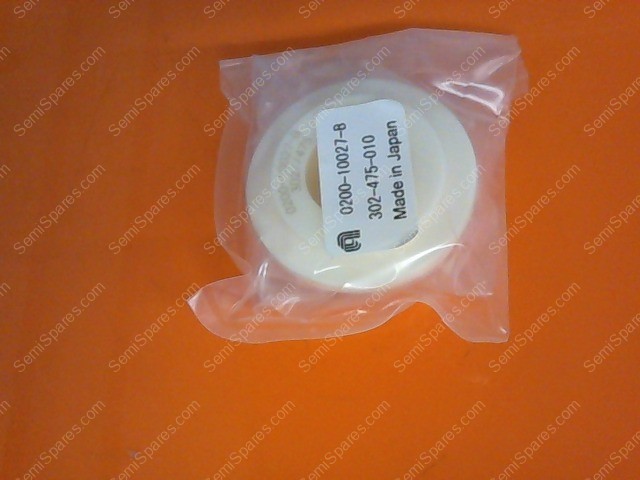 0200-10027-B
302-475-010
Made in Japan
SemiSpares.com